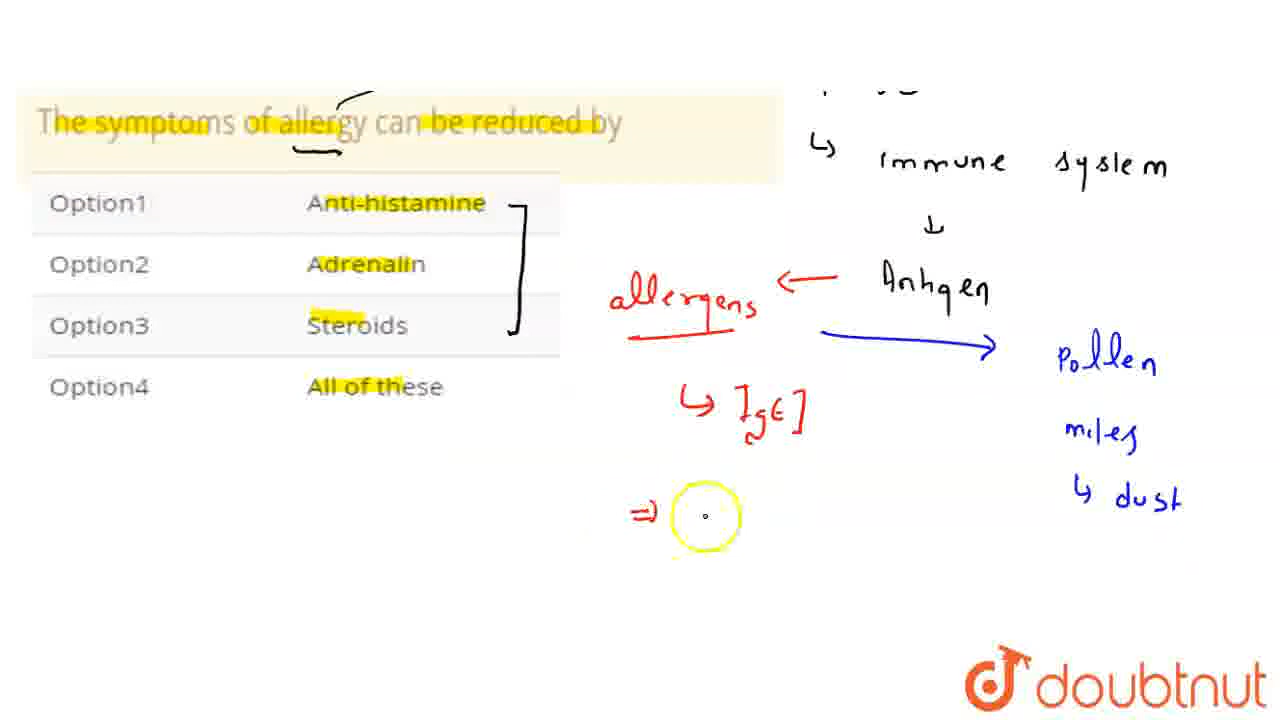 The symptoms of allergy can be reduced by
Option1 Anti-histamine
Option2 Adrenalin
Option3 Steroids
Option4 All of these
immune system
↓
Antigen
allergens ←
→ Pollen
↳ IgE]
mites
↳ dust
⇒
doubtnut